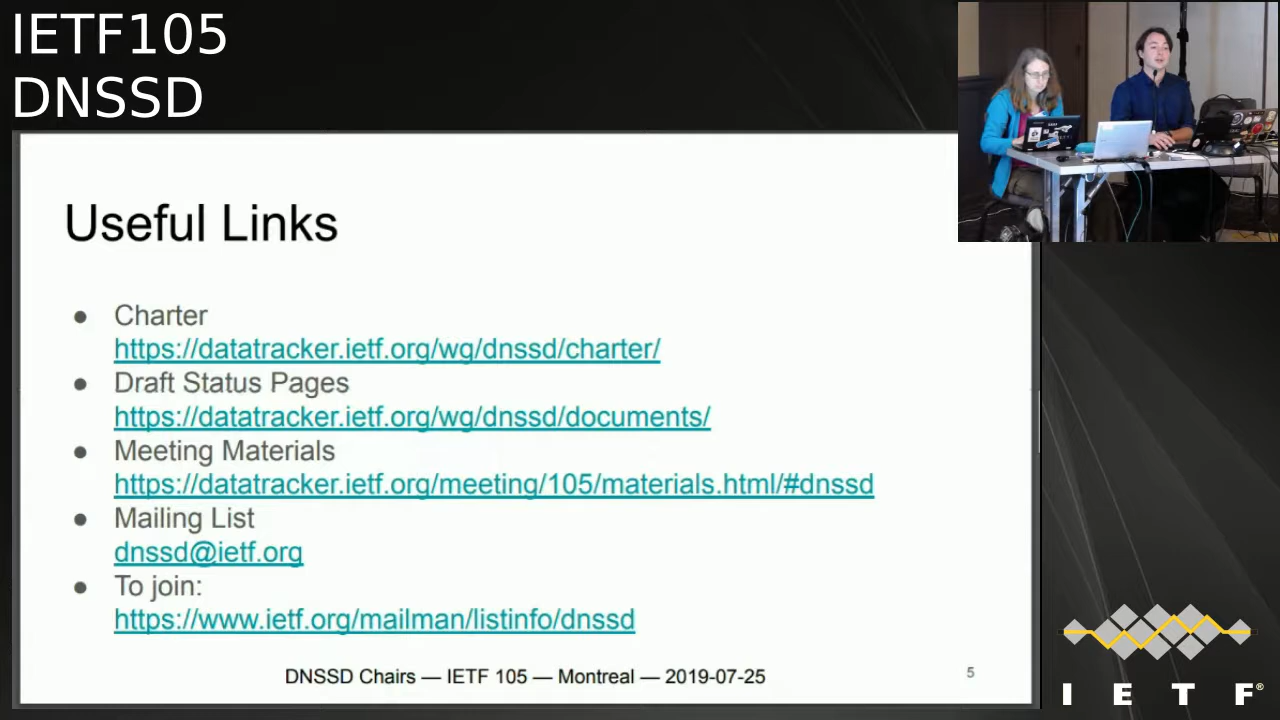 IETF105
DNSSD
Useful Links
● Charter
https://datatracker.ietf.org/wg/dnssd/charter/
● Draft Status Pages
https://datatracker.ietf.org/wg/dnssd/documents/
● Meeting Materials
https://datatracker.ietf.org/meeting/105/materials.html/#dnssd
● Mailing List
dnssd@ietf.org
● To join:
https://www.ietf.org/mailman/listinfo/dnssd
DNSSD Chairs — IETF 105 — Montreal — 2019-07-25
5
I E T F®